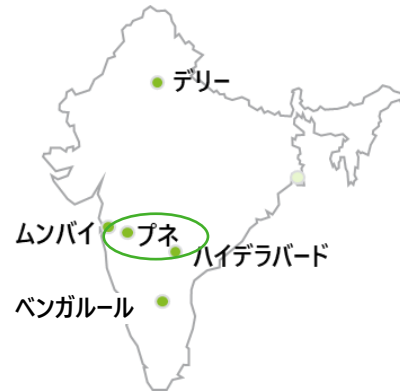 デリー
ムンバイ
プネ
ハイデラバード
ベンガルール